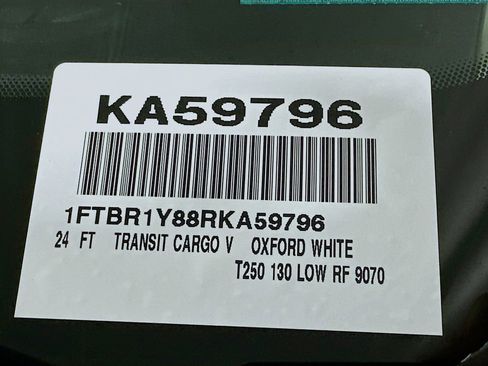 KA59796
1FTBR1Y88RKA59796
24 FT TRANSIT CARGO V OXFORD WHITE
T250 130 LOW RF 9070